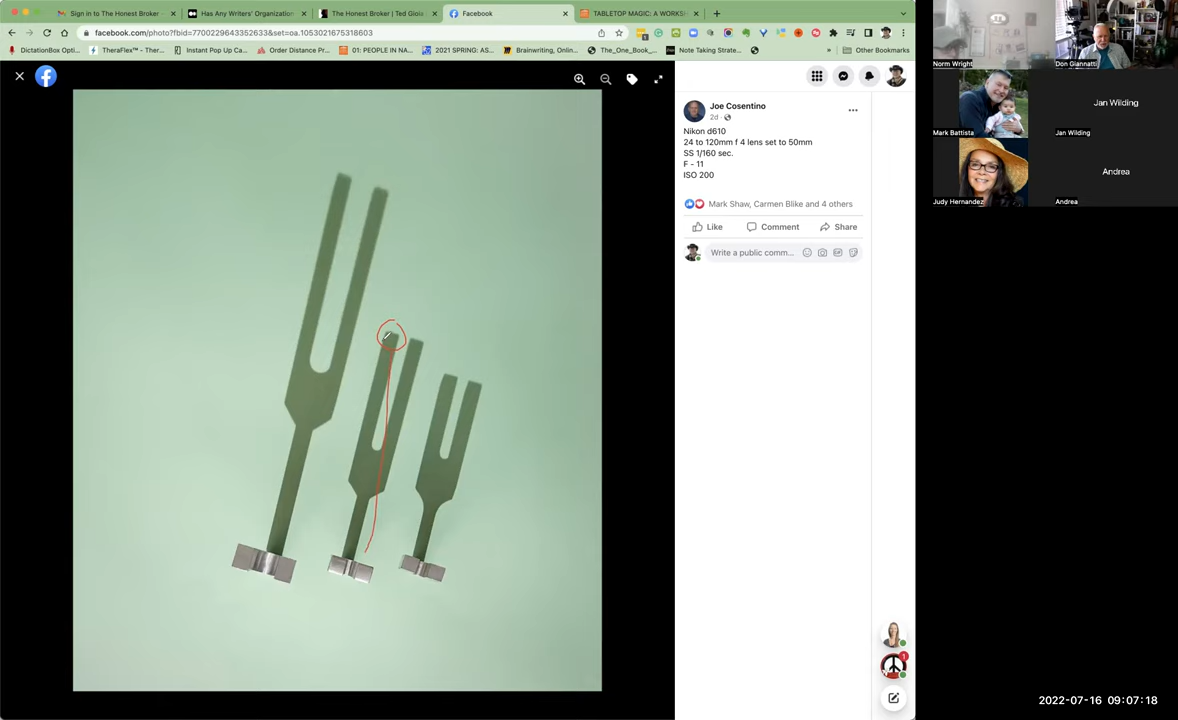 Sign in to The Honest Broker
Has Any Writers' Organization
The Honest Broker | Ted Gioia
Facebook
TABLETOP MAGIC: A WORKSH
facebook.com/photo?fbid=7700229643352633&set=oa.1053021675318603
DictationBox Opti...
TheraFlex™ - Ther...
Instant Pop Up Ca...
Order Distance Pr...
01: PEOPLE IN NA...
2021 SPRING: AS...
Brainwriting, Onlin...
The_One_Book_...
Note Taking Strate...
»
Other Bookmarks
Joe Cosentino
2d
Nikon d610
24 to 120mm f 4 lens set to 50mm
SS 1/160 sec.
F - 11
ISO 200
Mark Shaw, Carmen Blike and 4 others
Like
Comment
Share
Write a public comm...
1
Norm Wright
Don Giannatti
Mark Battista
Jan Wilding
Jan Wilding
Judy Hernandez
Andrea
Andrea
2022-07-16 09:07:18